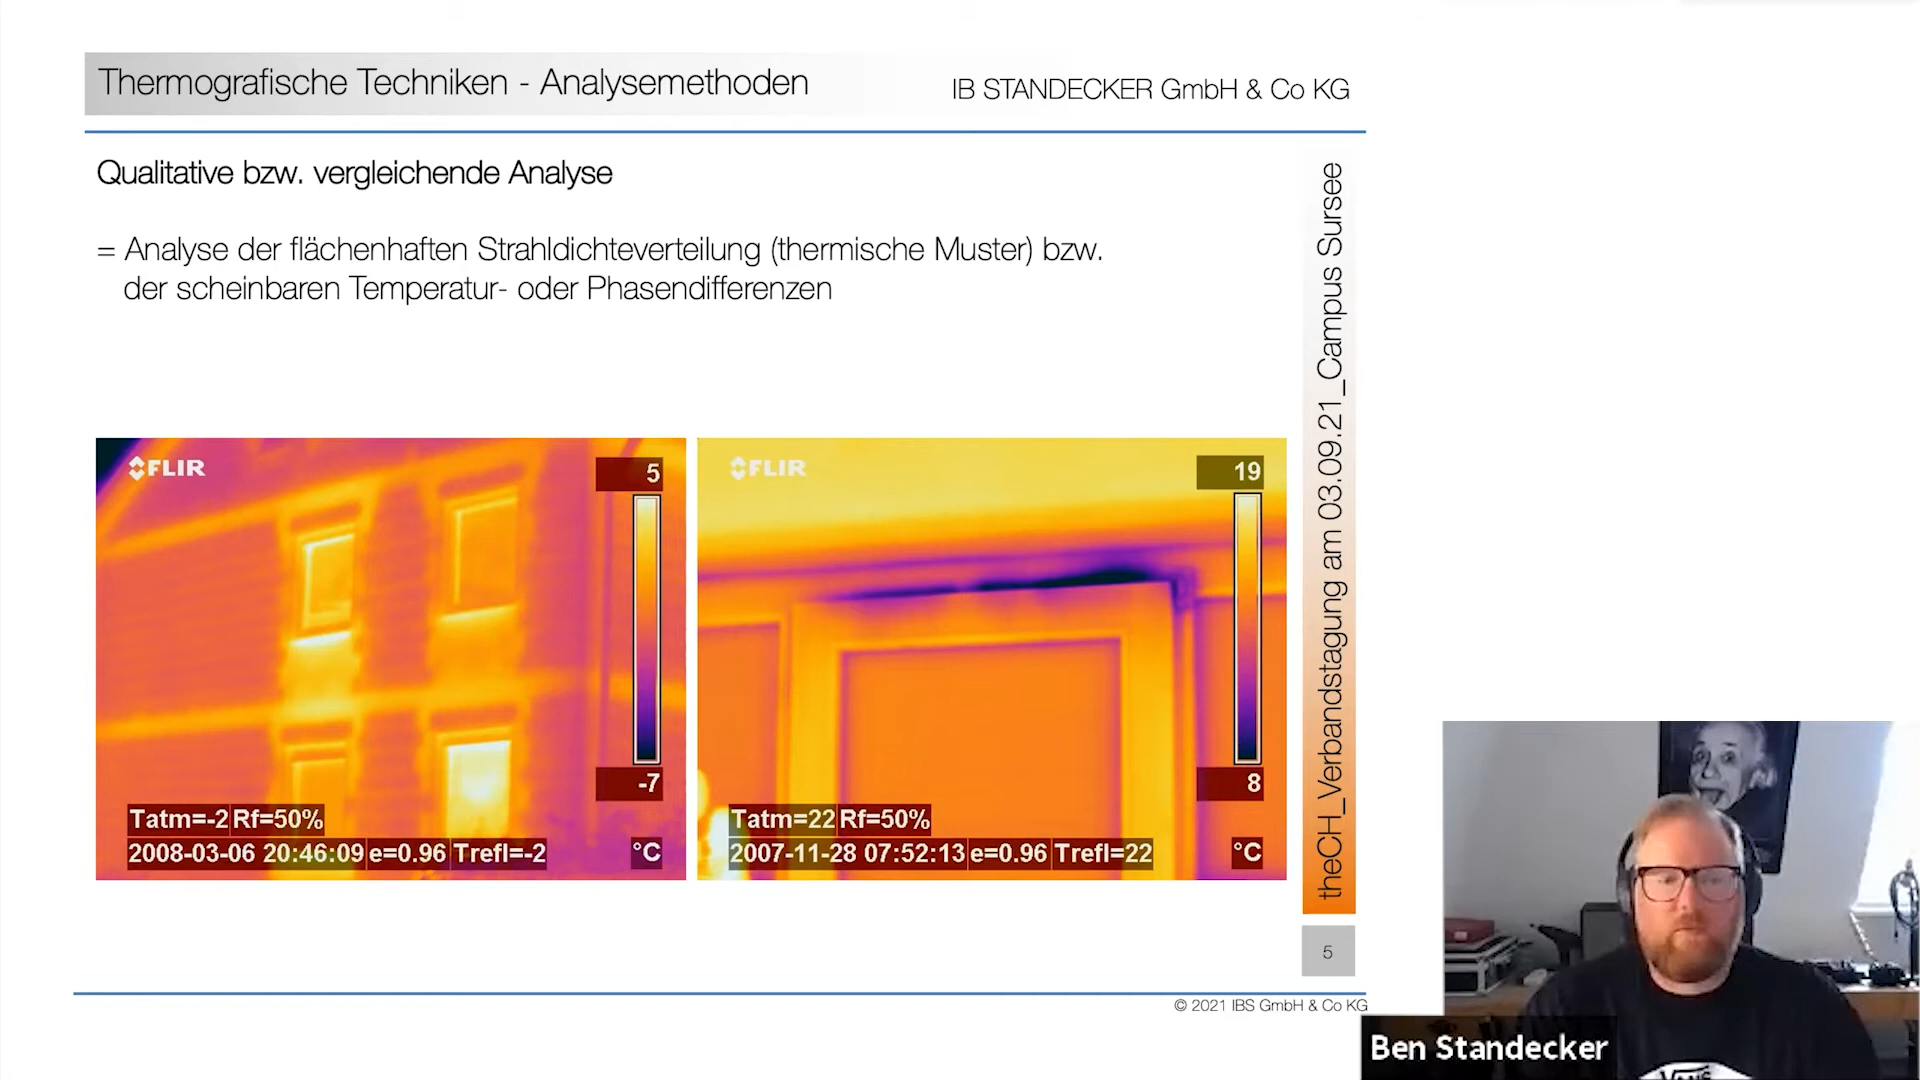 Thermografische Techniken - Analysemethoden
IB STANDECKER GmbH & Co KG
Qualitative bzw. vergleichende Analyse
= Analyse der flächenhaften Strahldichteverteilung (thermische Muster) bzw.
der scheinbaren Temperatur- oder Phasendifferenzen
FLIR
5
-7
Tatm=-2 Rf=50%
2008-03-06 20:46:09 e=0.96 Trefl=-2
°C
FLIR
19
8
Tatm=22 Rf=50%
2007-11-28 07:52:13 e=0.96 Trefl=22
°C
theCH_Verbandstagung am 03.09.21_Campus Sursee
5
© 2021 IBS GmbH & Co KG
Ben Standecker
VANS